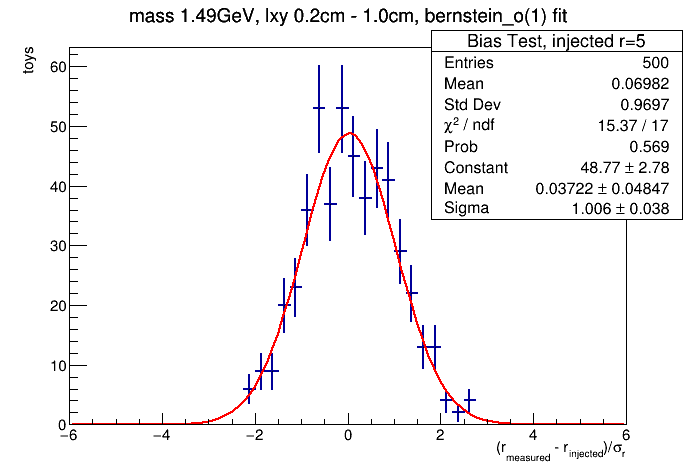 mass 1.49GeV, lxy 0.2cm - 1.0cm, bernstein_o(1) fit
toys
Bias Test, injected r=5
Entries 500
Mean 0.06982
Std Dev 0.9697
χ² / ndf 15.37 / 17
Prob 0.569
Constant 48.77 ± 2.78
Mean 0.03722 ± 0.04847
Sigma 1.006 ± 0.038
60
50
40
30
20
10
0
−6 −4 −2 0 2 4 6
(r_measured - r_injected)/σ_r